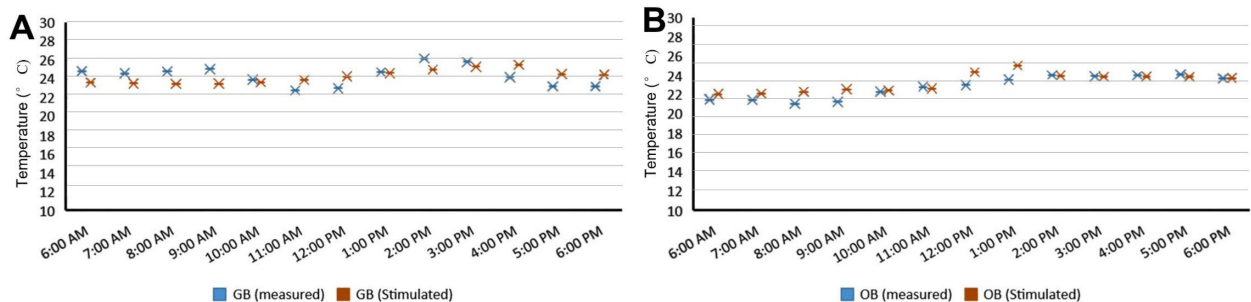 A
Temperature (° C)
30
28
26
24
22
20
18
16
14
12
10
6:00 AM
7:00 AM
8:00 AM
9:00 AM
10:00 AM
11:00 AM
12:00 PM
1:00 PM
2:00 PM
3:00 PM
4:00 PM
5:00 PM
6:00 PM
GB (measured) GB (Stimulated)
B
Temperature (° C)
30
28
26
24
22
20
18
16
14
12
10
6:00 AM
7:00 AM
8:00 AM
9:00 AM
10:00 AM
11:00 AM
12:00 PM
1:00 PM
2:00 PM
3:00 PM
4:00 PM
5:00 PM
6:00 PM
OB (measured) OB (Stimulated)